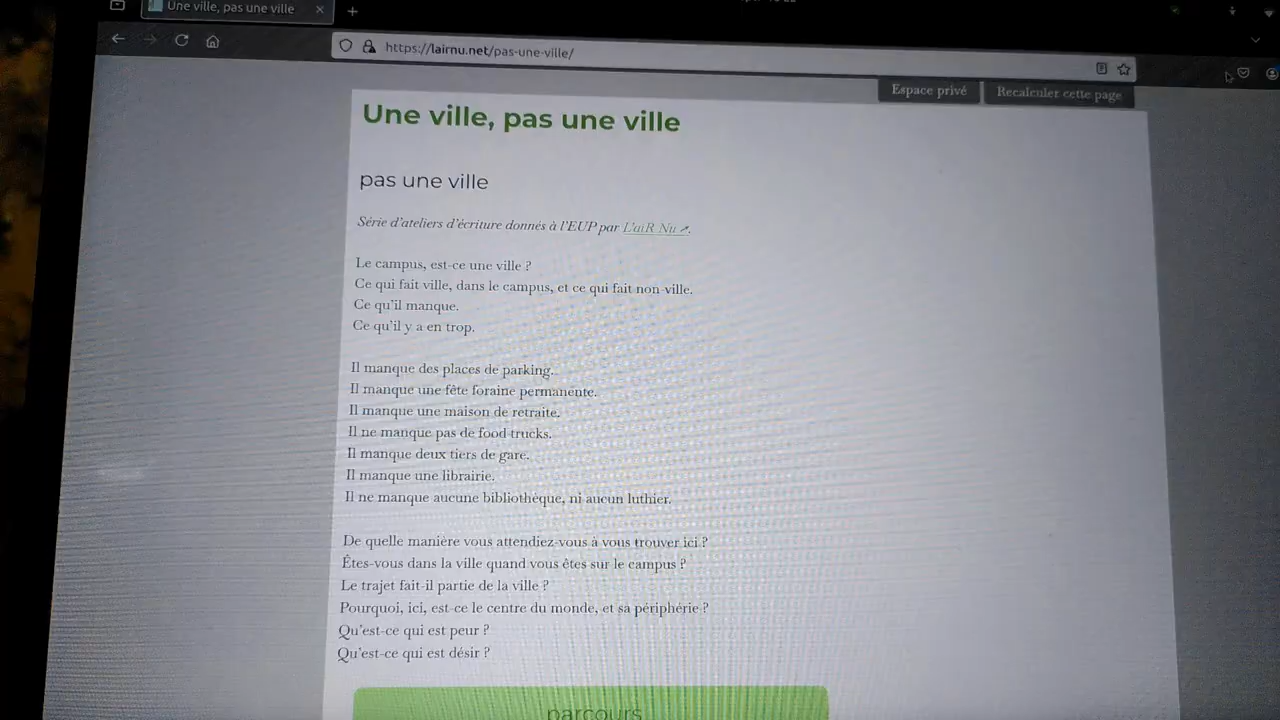 Une ville, pas une ville
https://lairnu.net/pas-une-ville/
Espace privé
Recalculer cette page
Une ville, pas une ville
pas une ville
Série d'ateliers d'écriture donnés à l'EUP par L'aiR Nu.
Le campus, est-ce une ville ?
Ce qui fait ville, dans le campus, et ce qui fait non-ville.
Ce qu'il manque.
Ce qu'il y a en trop.
Il manque des places de parking.
Il manque une fête foraine permanente.
Il manque une maison de retraite.
Il ne manque pas de food trucks.
Il manque deux tiers de gare.
Il manque une librairie.
Il ne manque aucune bibliothèque, ni aucun luthier.
De quelle manière vous attendiez-vous à vous trouver ici ?
Êtes-vous dans la ville quand vous êtes sur le campus ?
Le trajet fait-il partie de la ville ?
Pourquoi, ici, est-ce le centre du monde, et sa périphérie ?
Qu'est-ce qui est peur ?
Qu'est-ce qui est désir ?
parcours